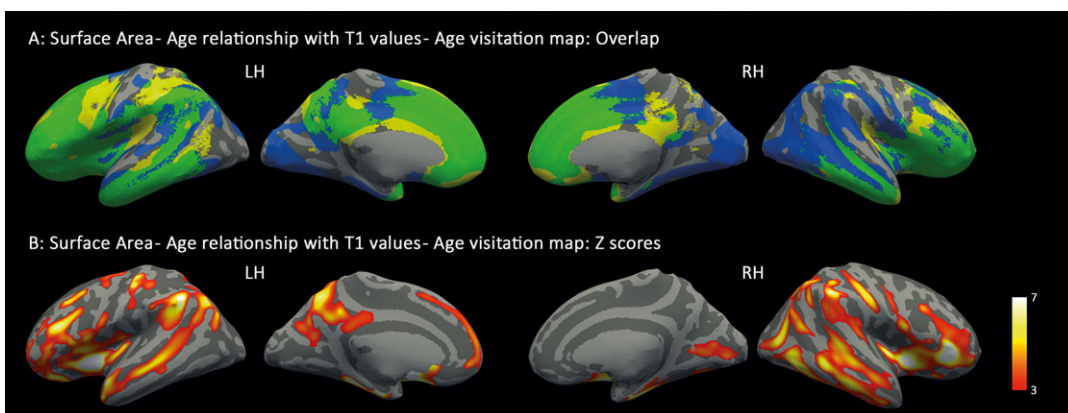 A: Surface Area- Age relationship with T1 values- Age visitation map: Overlap
LH
RH
B: Surface Area- Age relationship with T1 values- Age visitation map: Z scores
LH
RH
7
3